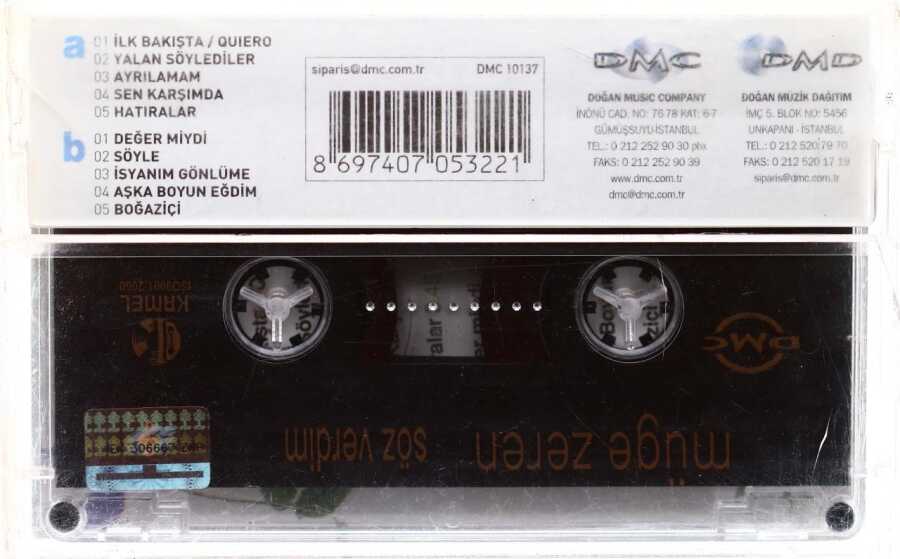 a
01 İLK BAKIŞTA / QUIERO
02 YALAN SÖYLEDİLER
03 AYRILAMAM
04 SEN KARŞIMDA
05 HATIRALAR
b
01 DEĞER MİYDİ
02 SÖYLE
03 İSYANIM GÖNLÜME
04 AŞKA BOYUN EĞDİM
05 BOĞAZİÇİ
siparis@dmc.com.tr DMC 10137
8 697407 053221
DMC
DOĞAN MUSIC COMPANY
İNÖNÜ CAD. NO: 76-78 KAT: 6-7
GÜMÜŞSUYU-İSTANBUL
TEL.: 0 212 252 90 30 pbx
FAKS: 0 212 252 90 39
www.dmc.com.tr
dmc@dmc.com.tr
DMD
DOĞAN MÜZİK DAĞITIM
İMÇ 5. BLOK NO: 5456
UNKAPANI - İSTANBUL
TEL.: 0 212 520 79 70
FAKS: 0 212 520 17 19
siparis@dmc.com.tr
müge zeren
söz verdim
DMC
KAMEL
ISO9001:2000